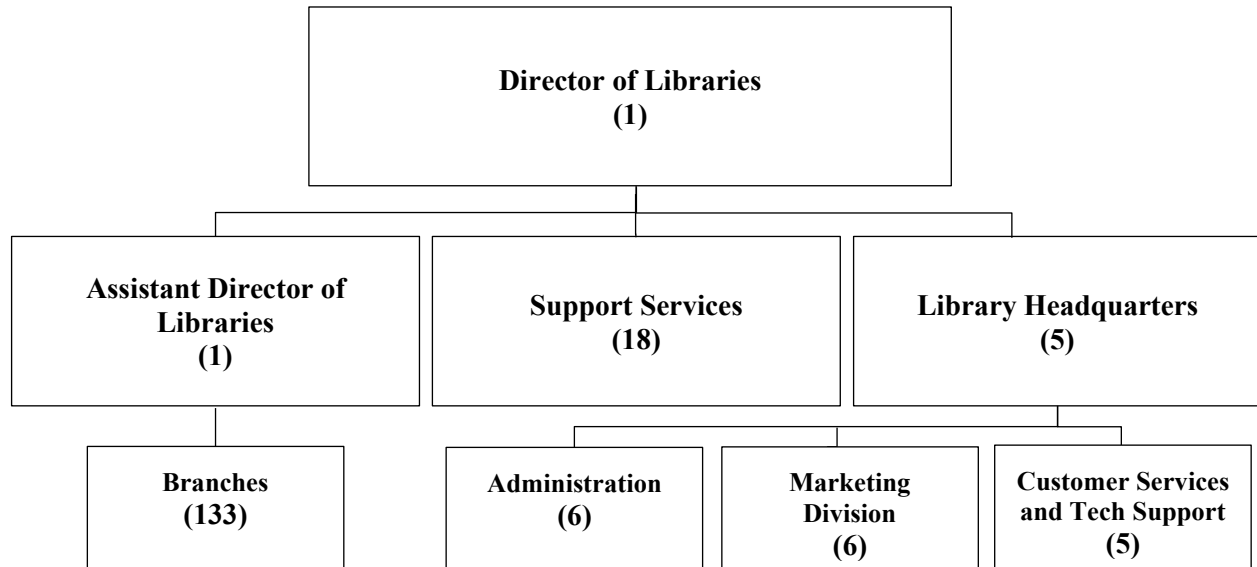 Director of Libraries
(1)
Assistant Director of
Libraries
(1)
Support Services
(18)
Library Headquarters
(5)
Branches
(133)
Administration
(6)
Marketing
Division
(6)
Customer Services
and Tech Support
(5)